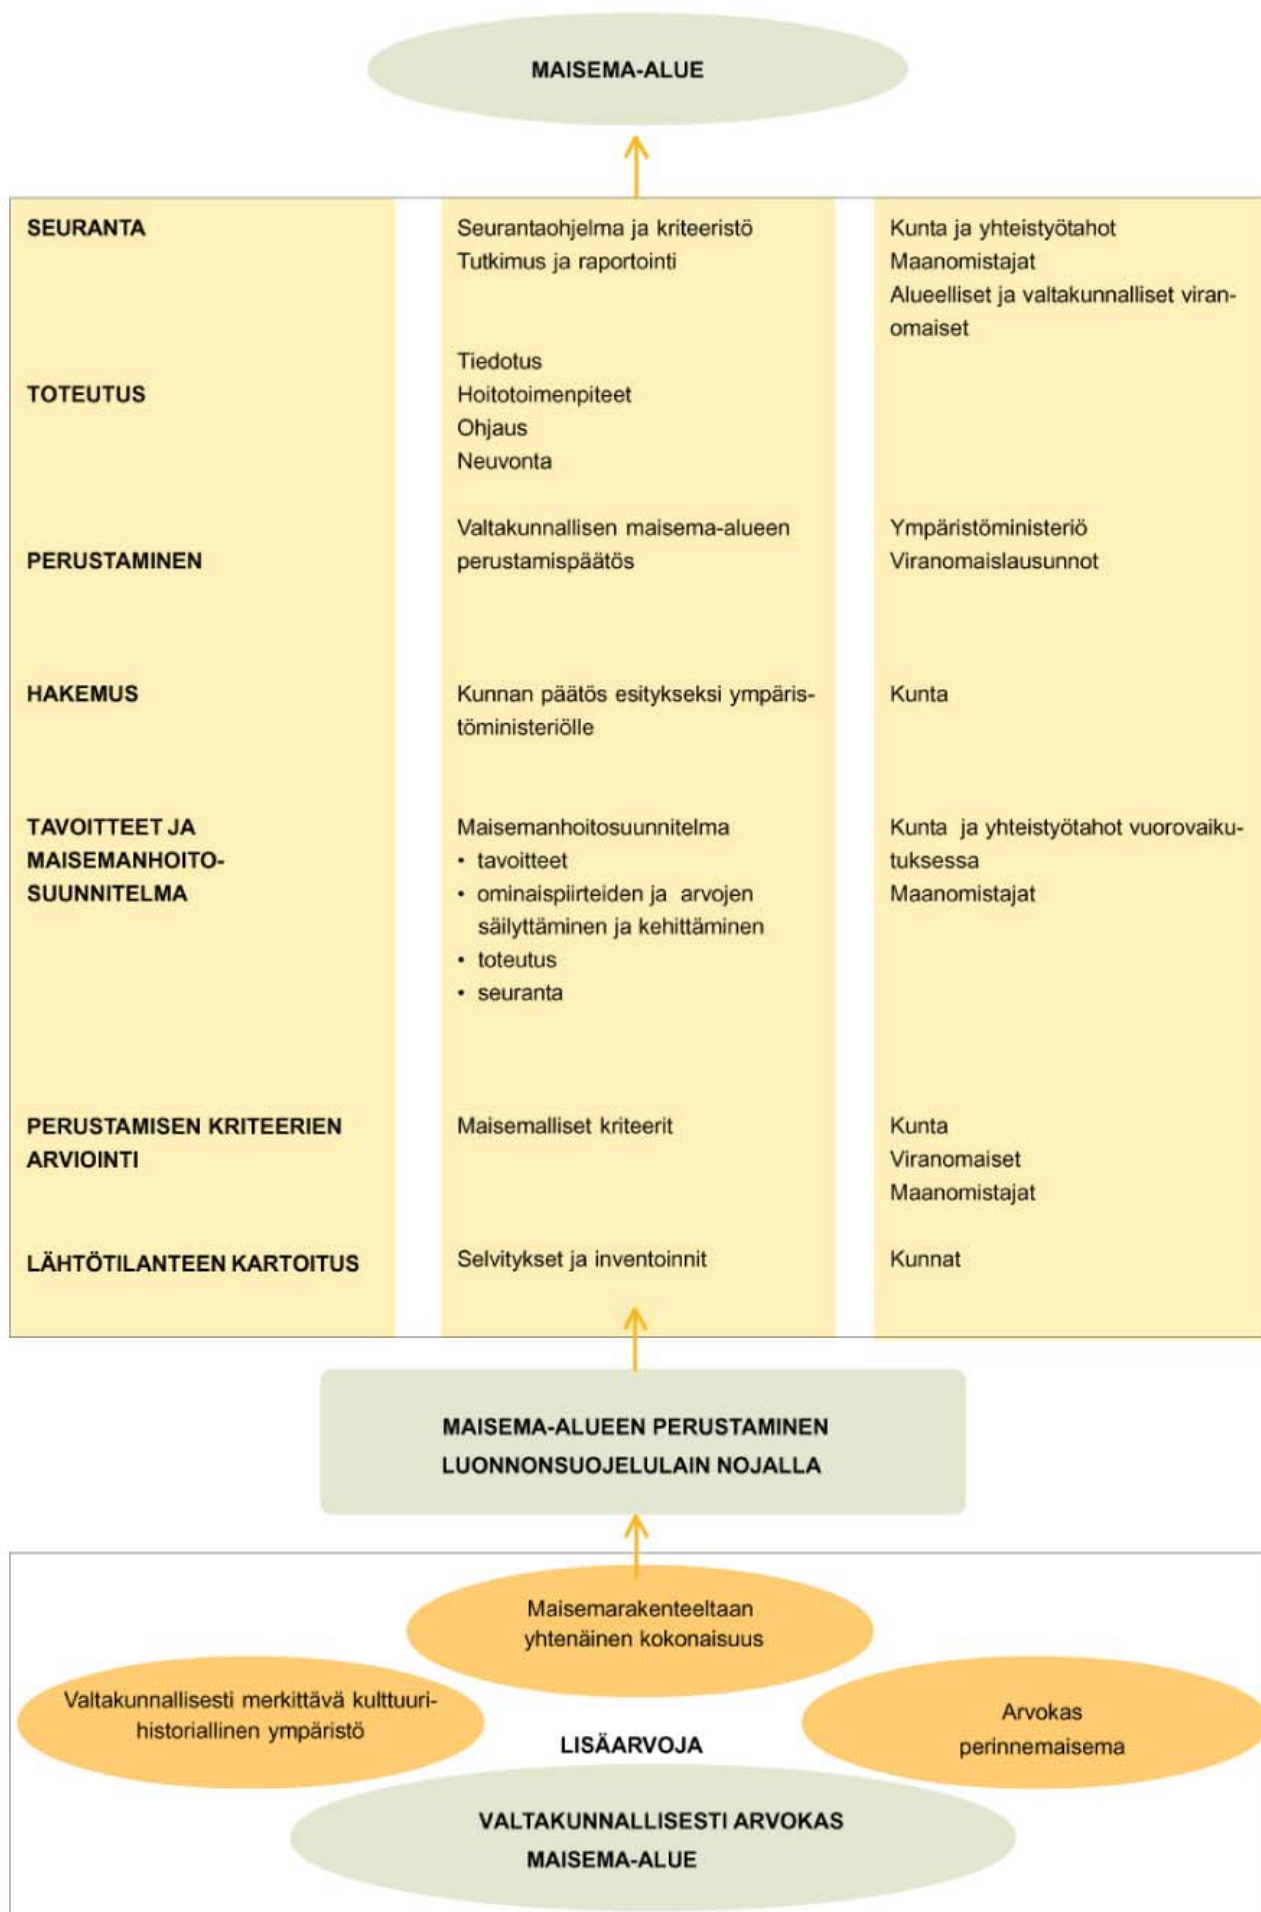 MAISEMA-ALUE
SEURANTA
Seurantaohjelma ja kriteeristö
Tutkimus ja raportointi
Kunta ja yhteistyötahot
Maanomistajat
Alueelliset ja valtakunnalliset viran-
omaiset
TOTEUTUS
Tiedotus
Hoitotoimenpiteet
Ohjaus
Neuvonta
PERUSTAMINEN
Valtakunnallisen maisema-alueen
perustamispäätös
Ympäristöministeriö
Viranomaislausunnot
HAKEMUS
Kunnan päätös esitykseksi ympäris-
töministeriölle
Kunta
TAVOITTEET JA
MAISEMANHOITO-
SUUNNITELMA
Maisemanhoitosuunnitelma
• tavoitteet
• ominaispiirteiden ja arvojen
säilyttäminen ja kehittäminen
• toteutus
• seuranta
Kunta ja yhteistyötahot vuorovaiku-
tuksessa
Maanomistajat
PERUSTAMISEN KRITEERIEN
ARVIOINTI
Maisemalliset kriteerit
Kunta
Viranomaiset
Maanomistajat
LÄHTÖTILANTEEN KARTOITUS
Selvitykset ja inventoinnit
Kunnat
MAISEMA-ALUEEN PERUSTAMINEN
LUONNONSUOJELULAIN NOJALLA
Maisemarakenteeltaan
yhtenäinen kokonaisuus
Valtakunnallisesti merkittävä kulttuuri-
historiallinen ympäristö
Arvokas
perinnemaisema
LISÄARVOJA
VALTAKUNNALLISESTI ARVOKAS
MAISEMA-ALUE